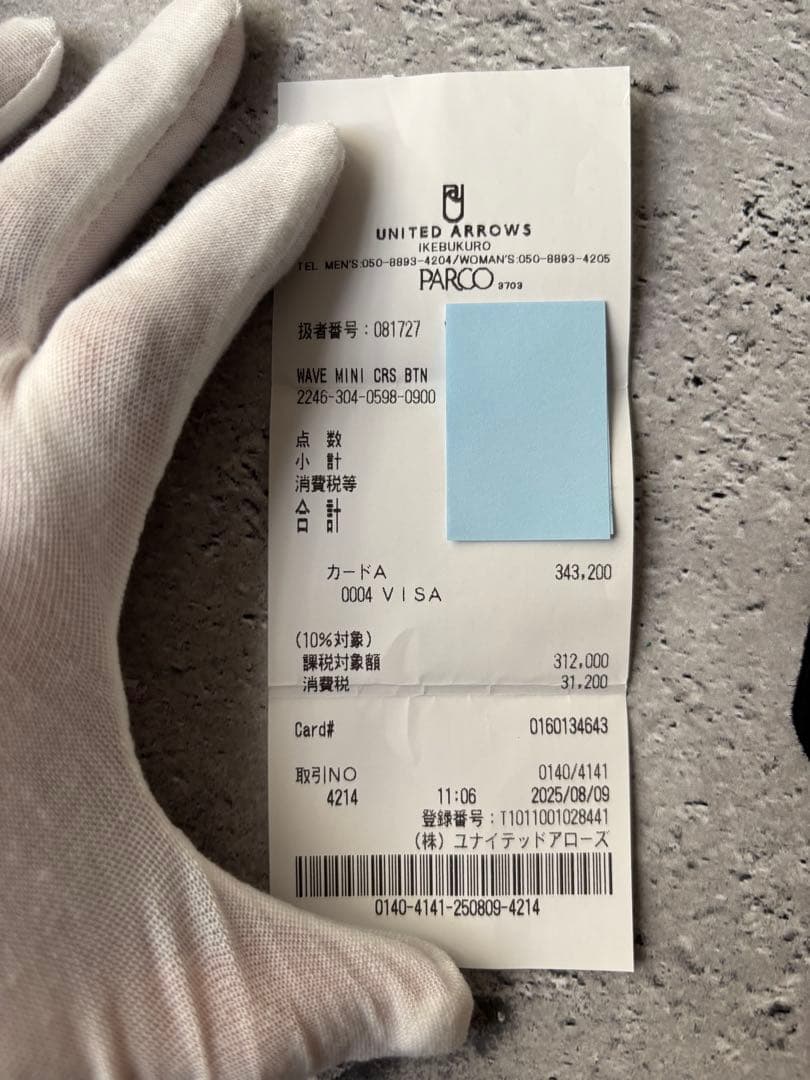 UNITED ARROWS
IKEBUKURO
TEL MEN'S:050-8893-4204/WOMAN'S:050-8893-4205
PARCO 3703
扱者番号：081727
WAVE MINI CRS BTN
2246-304-0598-0900
点 数
小 計
消費税等
合 計
カードA 343,200
0004 VISA
(10%対象)
課税対象額 312,000
消費税 31,200
Card# 0160134643
取引NO 0140/4141
4214 11:06 2025/08/09
登録番号：T1011001028441
(株) ユナイテッドアローズ
0140-4141-250809-4214